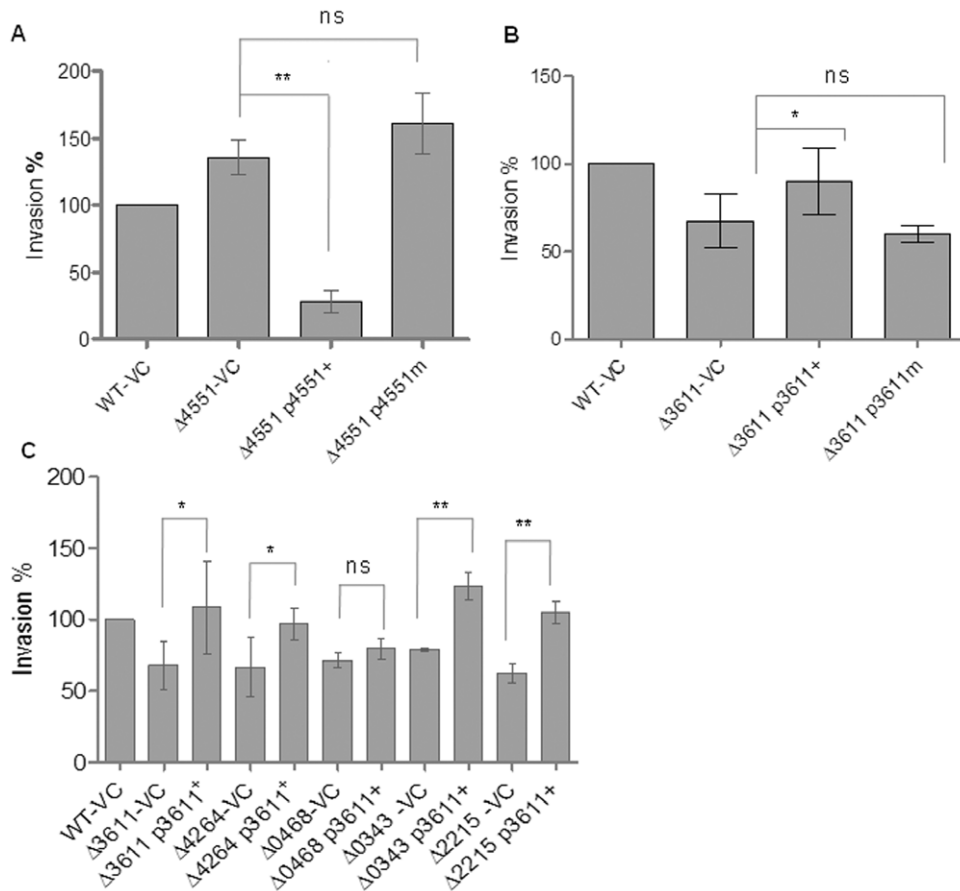 A
ns
**
200
150
100
50
0
Invasion %
WT-VC
Δ4551-VC
Δ4551 p4551+
Δ4551 p4551m
B
ns
*
150
100
50
0
Invasion %
WT-VC
Δ3611-VC
Δ3611 p3611+
Δ3611 p3611m
C
*
*
ns
**
**
200
150
100
50
0
Invasion %
WT-VC
Δ3611-VC
Δ3611 p3611⁺
Δ4264-VC
Δ4264 p3611⁺
Δ0468-VC
Δ0468 p3611+
Δ0343 -VC
Δ0343 p3611+
Δ2215 -VC
Δ2215 p3611+